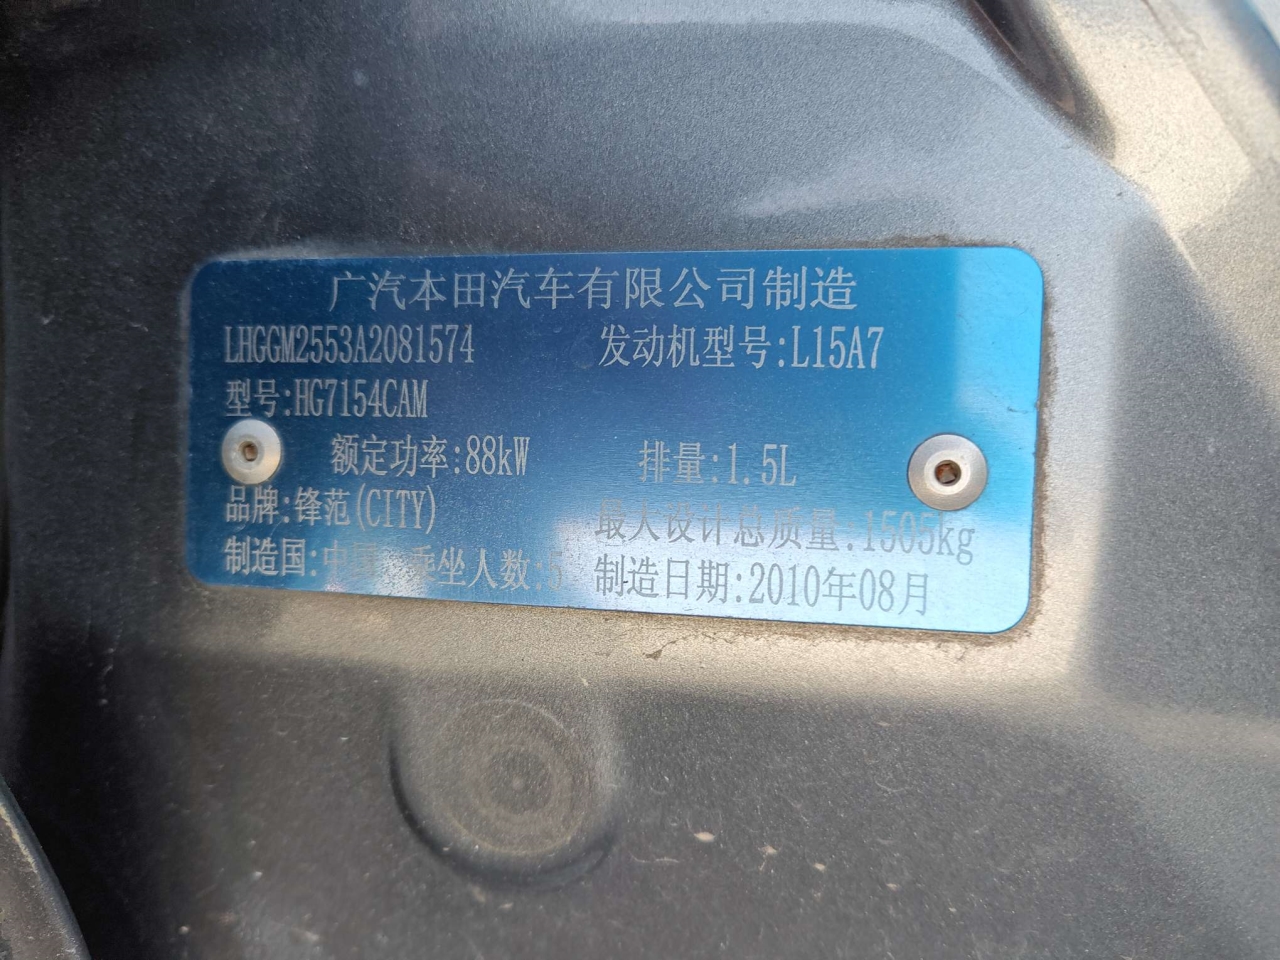 广汽本田汽车有限公司制造
LHGGM2553A2081574 发动机型号:L15A7
型号:HG7154CAM
额定功率:88kW 排量:1.5L
品牌:锋范(CITY) 最大设计总质量:1505kg
制造国:中国 乘坐人数:5 制造日期:2010年08月